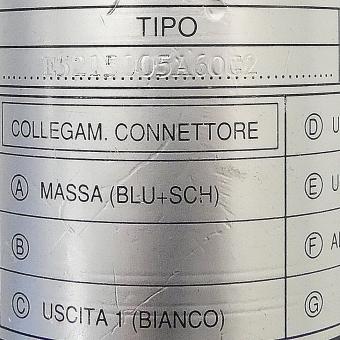 TIPO
COLLEGAM. CONNETTORE
D U
A MASSA (BLU+SCH)
E U
B
F A
C USCITA 1 (BIANCO)
G